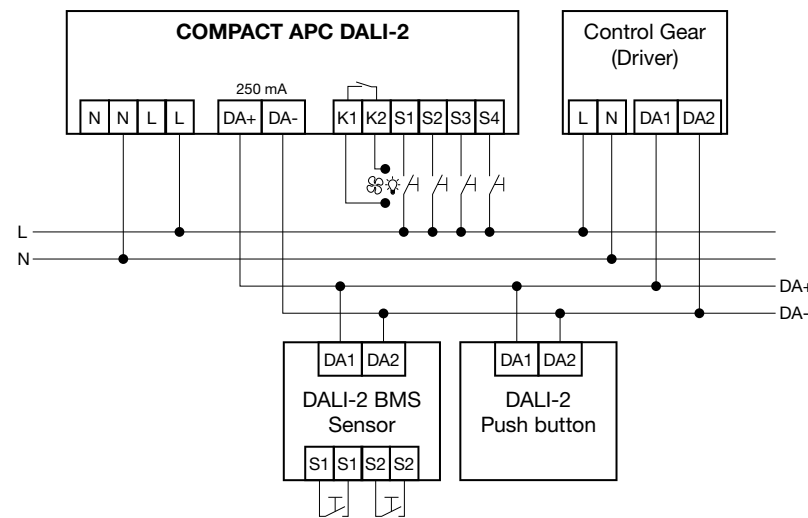 COMPACT APC DALI-2
250 mA
N N L L DA+ DA- K1 K2 S1 S2 S3 S4
Control Gear
(Driver)
L N DA1 DA2
L
N
DA+
DA-
DA1 DA2
DALI-2 BMS
Sensor
S1 S1 S2 S2
DA1 DA2
DALI-2
Push button